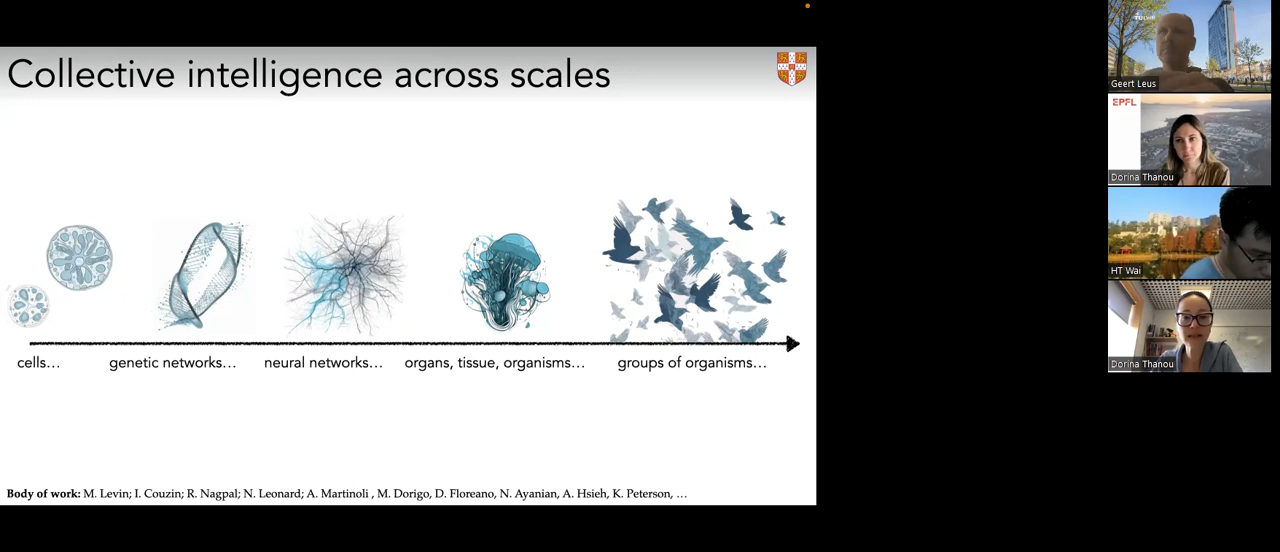 Collective intelligence across scales
cells…
genetic networks…
neural networks…
organs, tissue, organisms…
groups of organisms…
Body of work: M. Levin; I. Couzin; R. Nagpal; N. Leonard; A. Martinoli , M. Dorigo, D. Floreano, N. Ayanian, A. Hsieh, K. Peterson, …
Geert Leus
EPFL
Dorina Thanou
HT Wai
Dorina Thanou